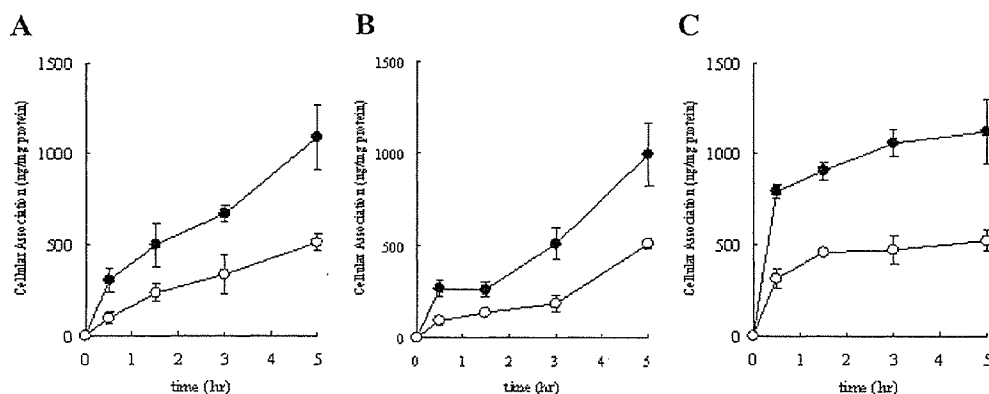 A
B
C
Cellular Association (ng/mg protein)
1500
1000
500
0
0 1 2 3 4 5
time (hr)
Cellular Association (ng/mg protein)
1500
1000
500
0
0 1 2 3 4 5
time (hr)
Cellular Association (ng/mg protein)
1500
1000
500
0
0 1 2 3 4 5
time (hr)